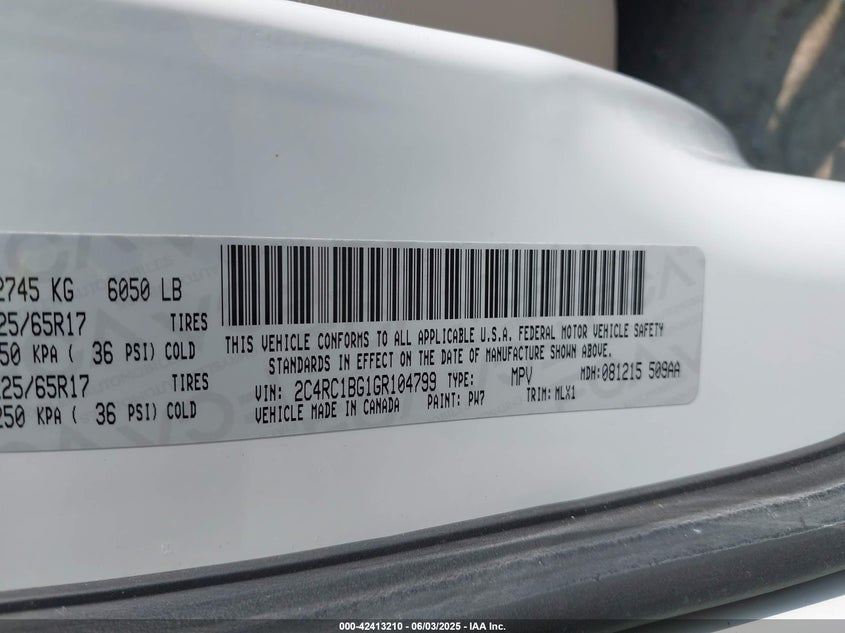 2745 KG 6050 LB
25/65R17 TIRES
50 KPA ( 36 PSI) COLD
25/65R17 TIRES
250 KPA ( 36 PSI) COLD
THIS VEHICLE CONFORMS TO ALL APPLICABLE U.S.A. FEDERAL MOTOR VEHICLE SAFETY
STANDARDS IN EFFECT ON THE DATE OF MANUFACTURE SHOWN ABOVE.
VIN: 2C4RC1BG1GR104799 TYPE: MPV MDH:081215 509AA
VEHICLE MADE IN CANADA PAINT: PW7 TRIM: MLX1
000-42413210 - 06/03/2025 - IAA Inc.